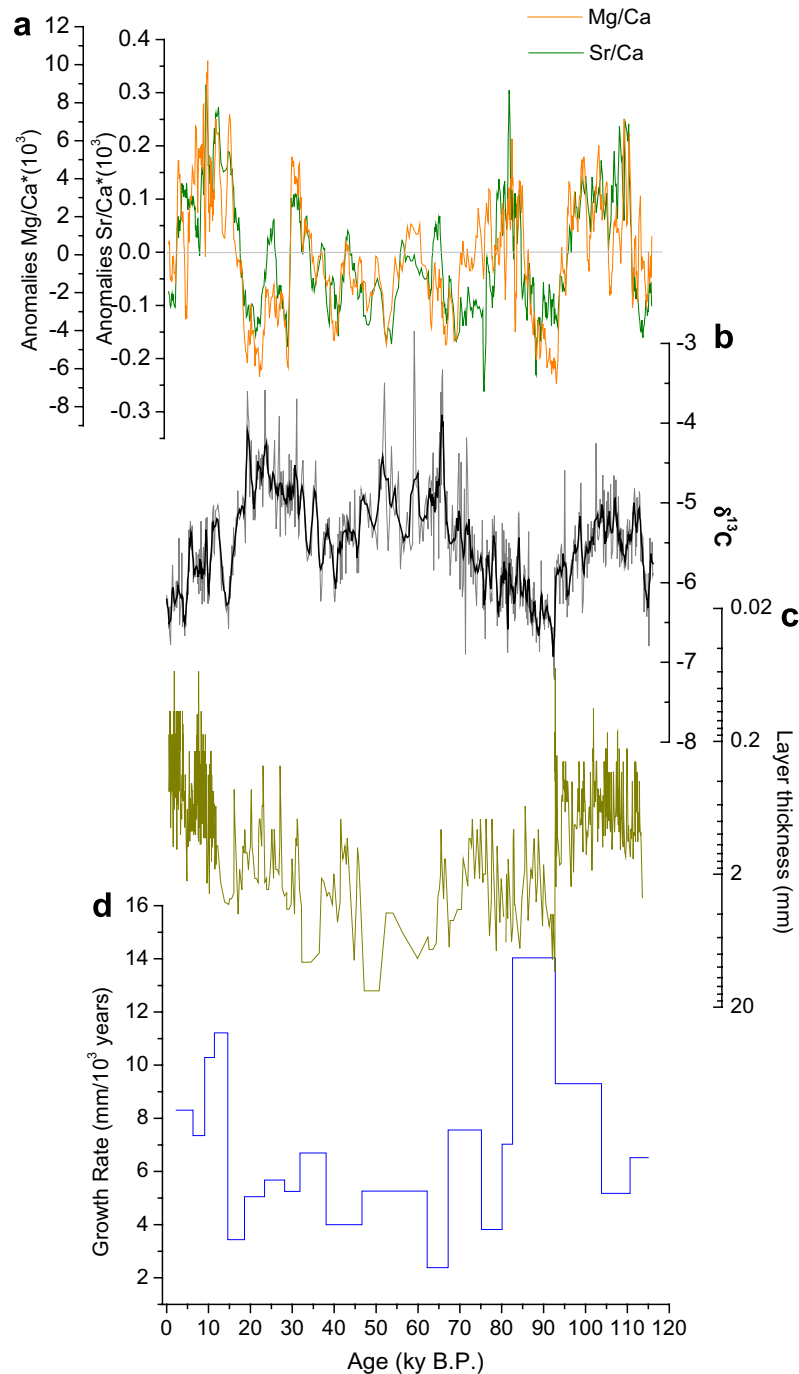 a
Mg/Ca
Sr/Ca
Anomalies Mg/Ca*(10³)
12
10
8
6
4
2
0
-2
-4
-6
-8
Anomalies Sr/Ca*(10³)
0.4
0.3
0.2
0.1
0.0
-0.1
-0.2
-0.3
b
-3
-4
-5
-6
-7
-8
δ¹³C
c
0.02
0.2
2
20
Layer thickness (mm)
d
16
14
12
10
8
6
4
2
Growth Rate (mm/10³ years)
0 10 20 30 40 50 60 70 80 90 100 110 120
Age (ky B.P.)